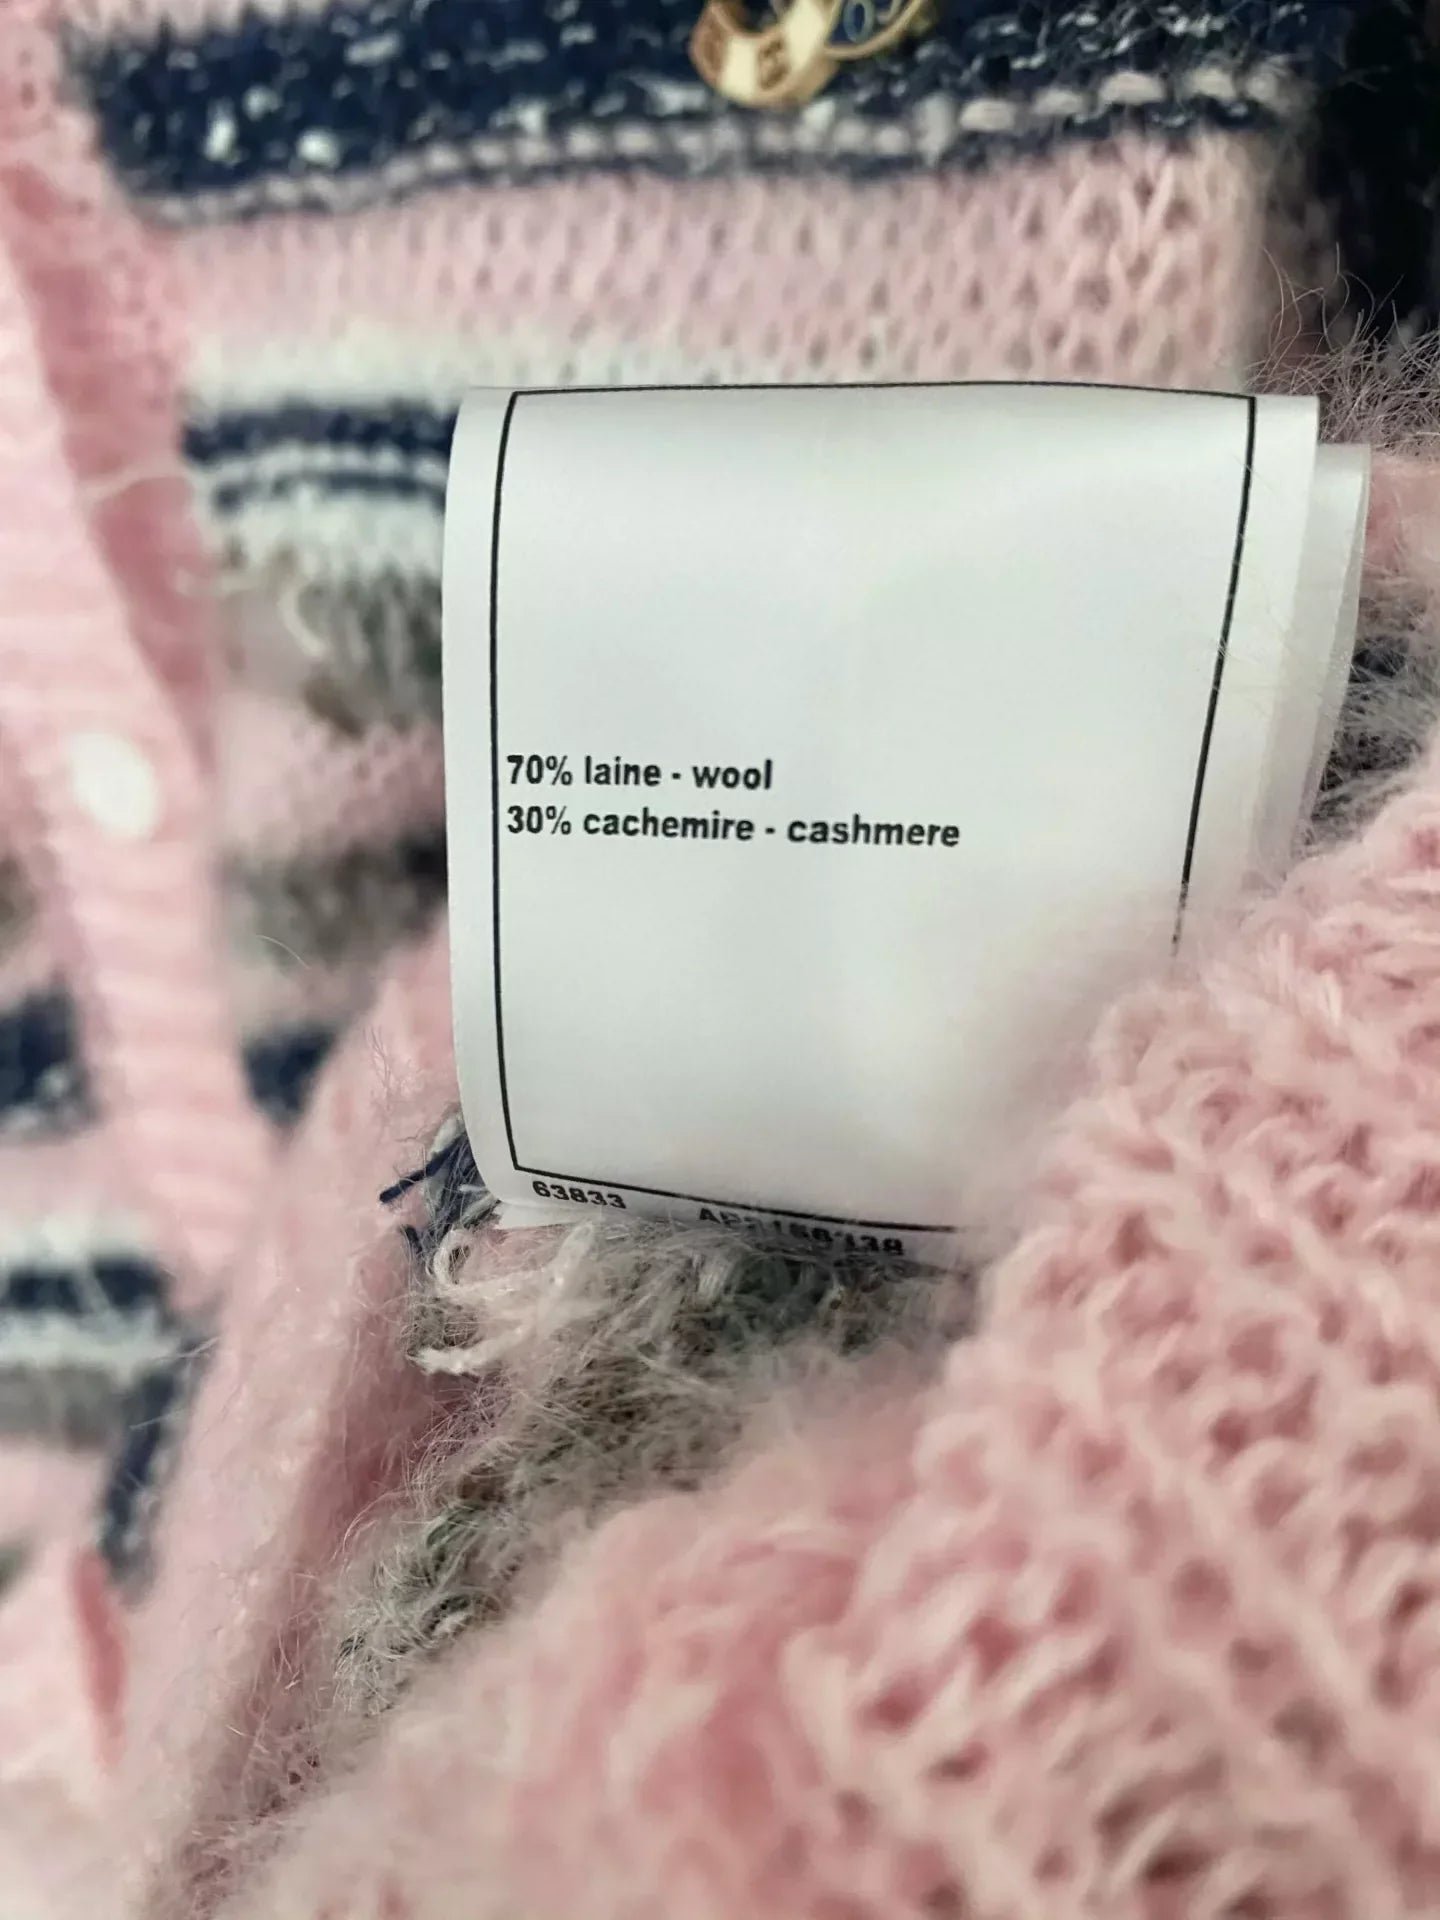 70% laine - wool
30% cachemire - cashmere
63833